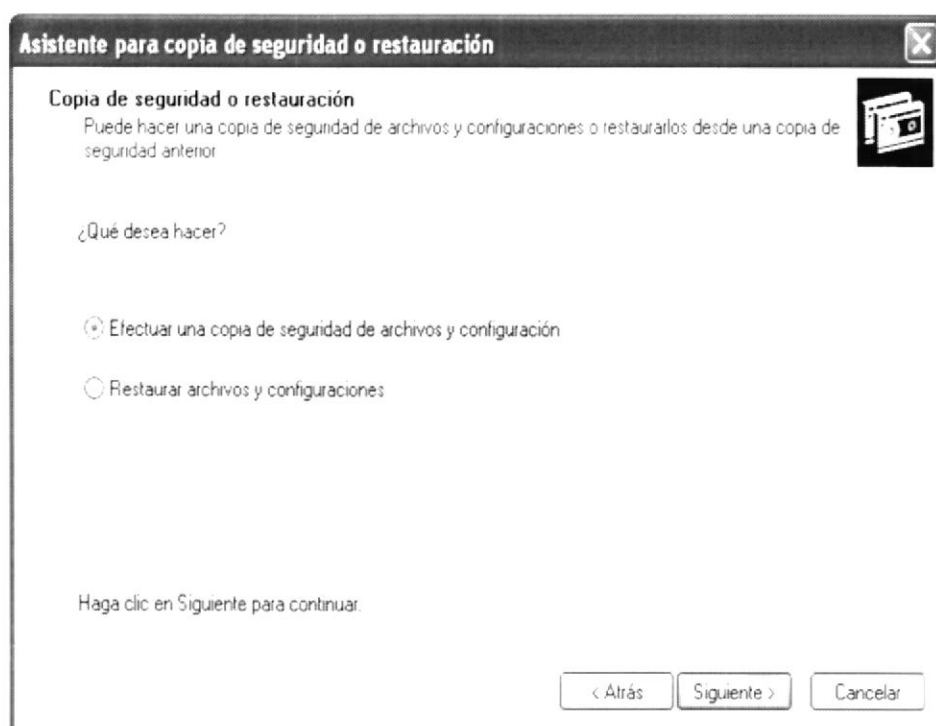 Asistente para copia de seguridad o restauración
Copia de seguridad o restauración
Puede hacer una copia de seguridad de archivos y configuraciones o restaurarlos desde una copia de
seguridad anterior
¿Qué desea hacer?
Efectuar una copia de seguridad de archivos y configuración
Restaurar archivos y configuraciones
Haga clic en Siguiente para continuar.
< Atrás
Siguiente >
Cancelar